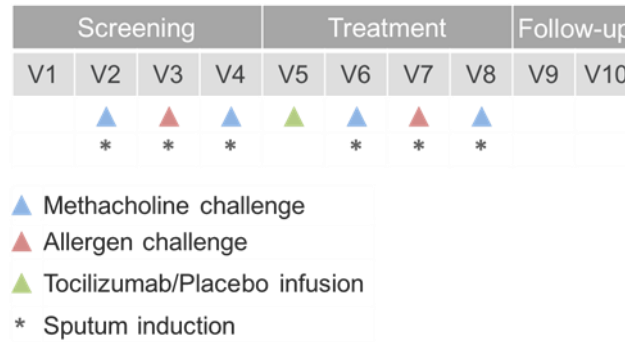 Screening Treatment Follow-up
V1 V2 V3 V4 V5 V6 V7 V8 V9 V10
* * * * * *
Methacholine challenge
Allergen challenge
Tocilizumab/Placebo infusion
* Sputum induction